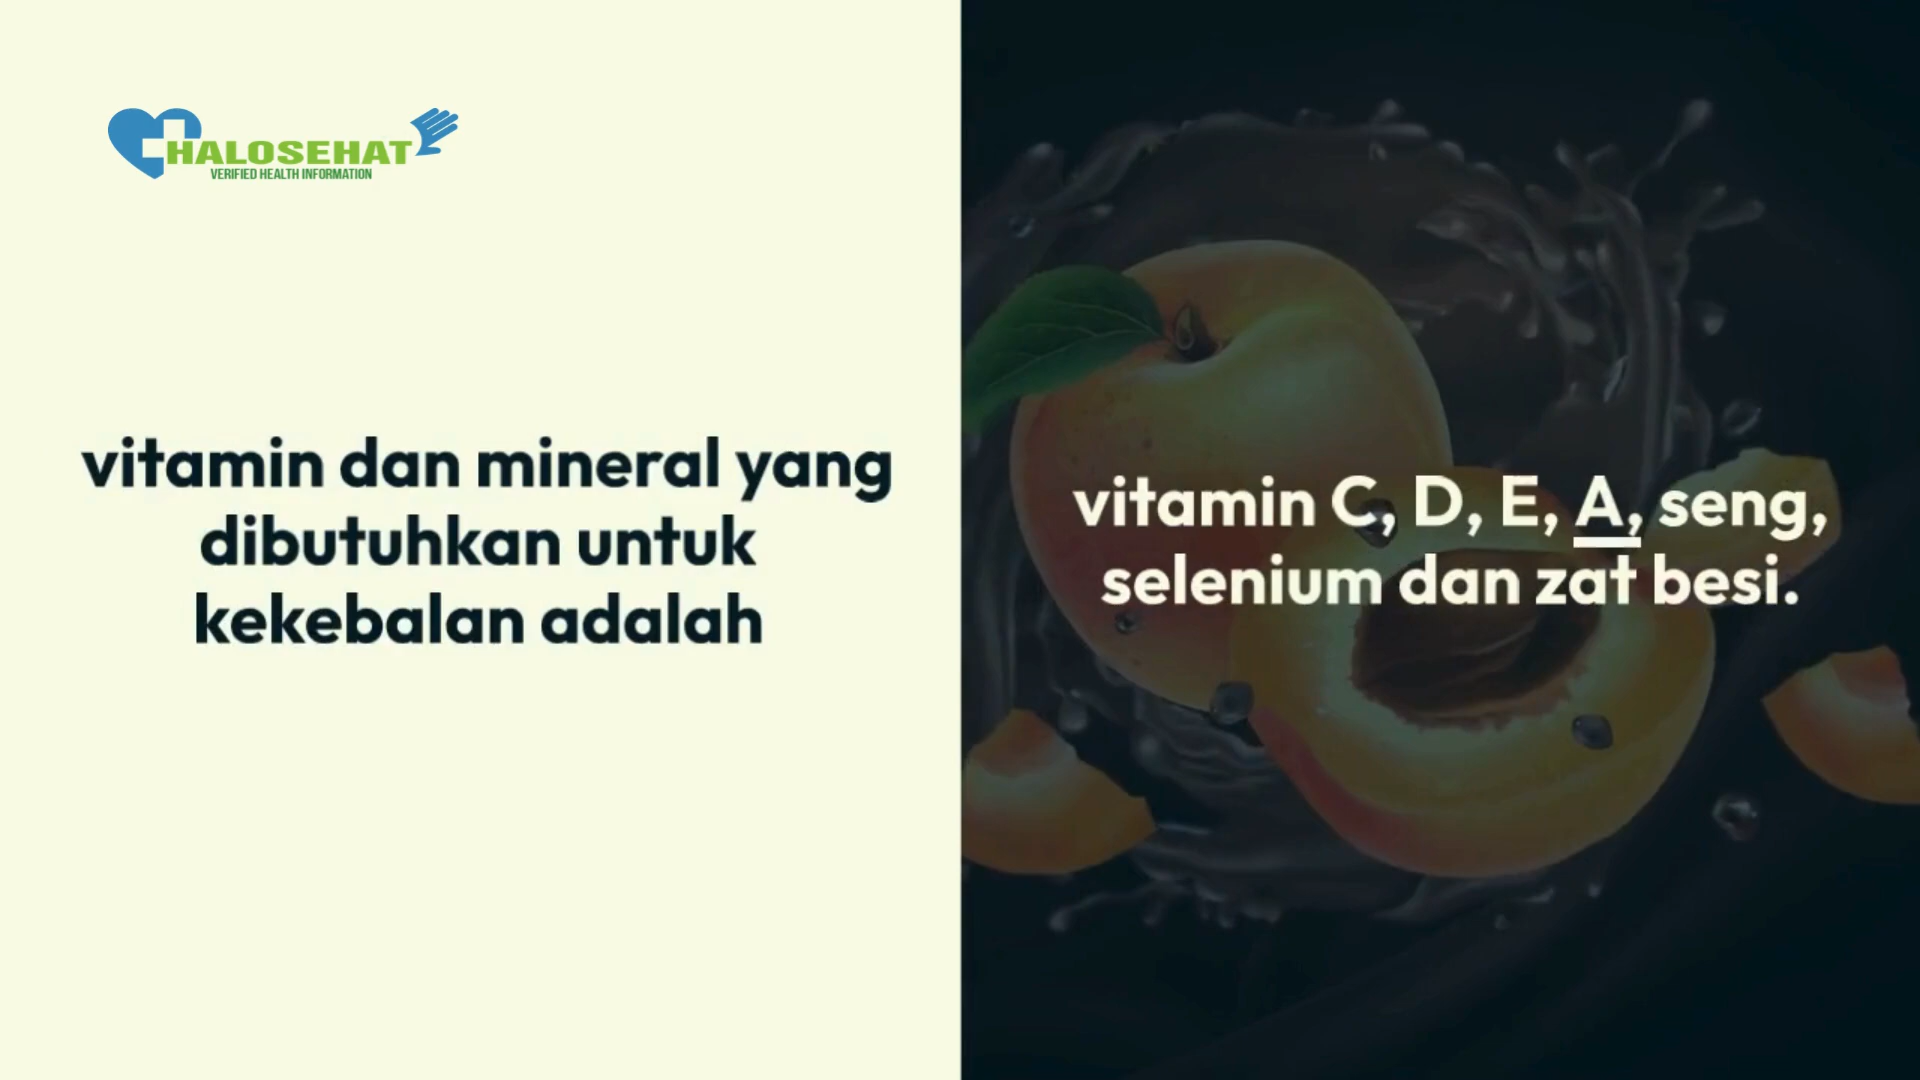 HALOSEHAT
VERIFIED HEALTH INFORMATION
vitamin dan mineral yang
dibutuhkan untuk
kekebalan adalah
vitamin C, D, E, A, seng,
selenium dan zat besi.